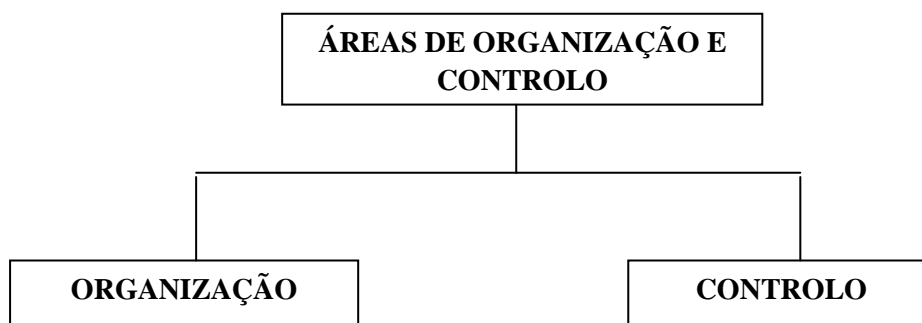 ÁREAS DE ORGANIZAÇÃO E
CONTROLO
ORGANIZAÇÃO
CONTROLO